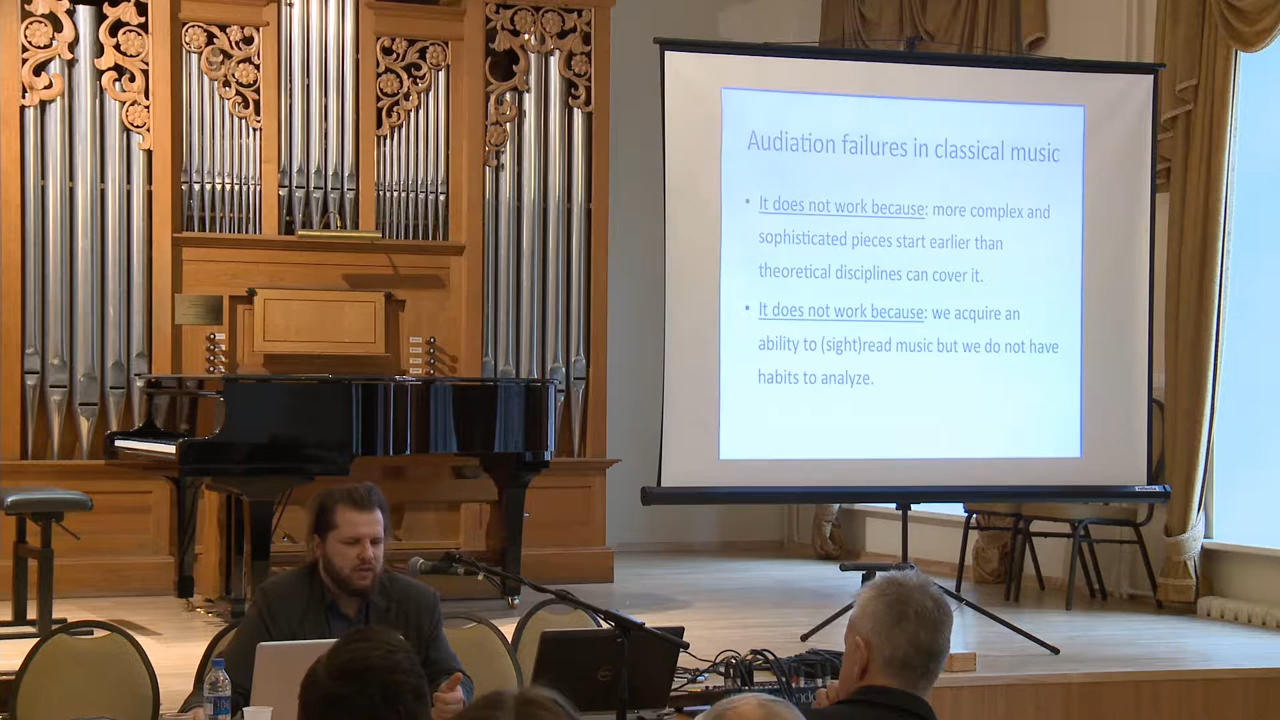 Audiation failures in classical music
• It does not work because: more complex and
sophisticated pieces start earlier than
theoretical disciplines can cover it.
• It does not work because: we acquire an
ability to (sight)read music but we do not have
habits to analyze.